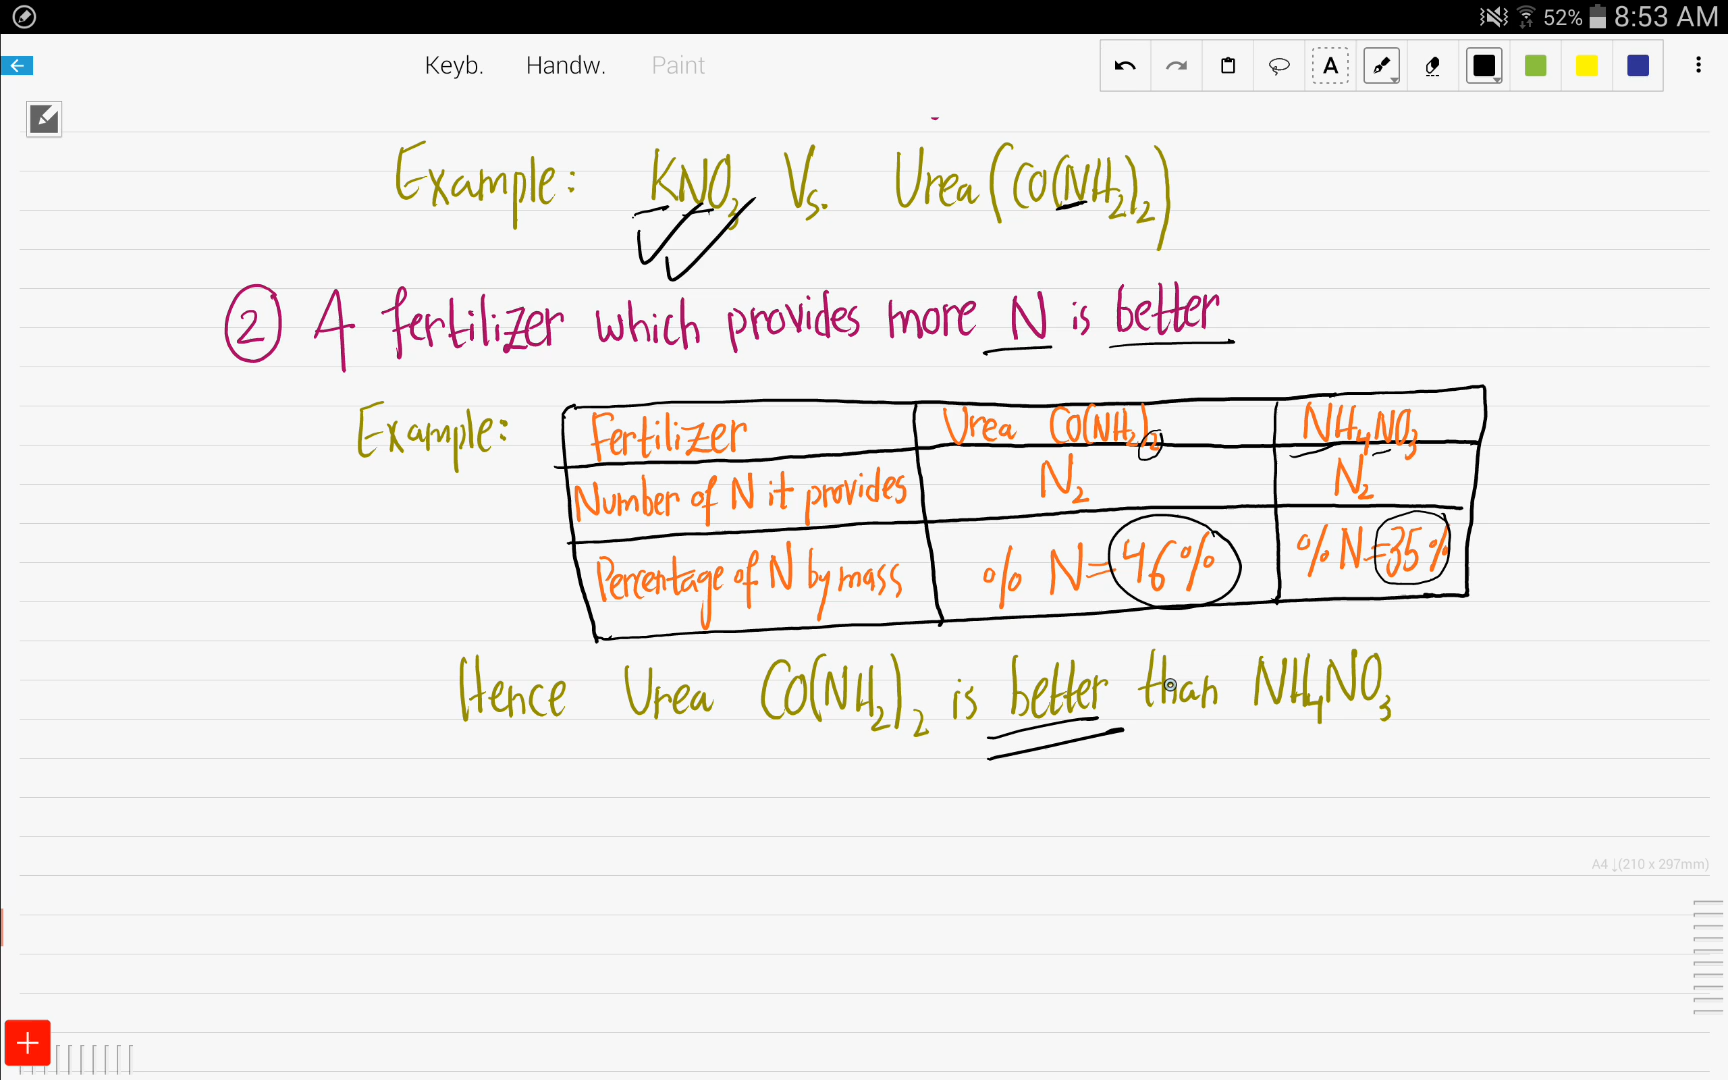 52% 8:53 AM
Keyb. Handw. Paint A
Example: KNO₃ Vs. Urea (CO(NH₂)₂)
② A fertilizer which provides more N is better
Example:
Fertilizer Urea CO(NH₂)₂ NH₄NO₃
Number of N it provides N₂ N₂
Percentage of N by mass % N=46% % N=35%
Hence Urea CO(NH₂)₂ is better than NH₄NO₃
A4 ↓(210 x 297mm)